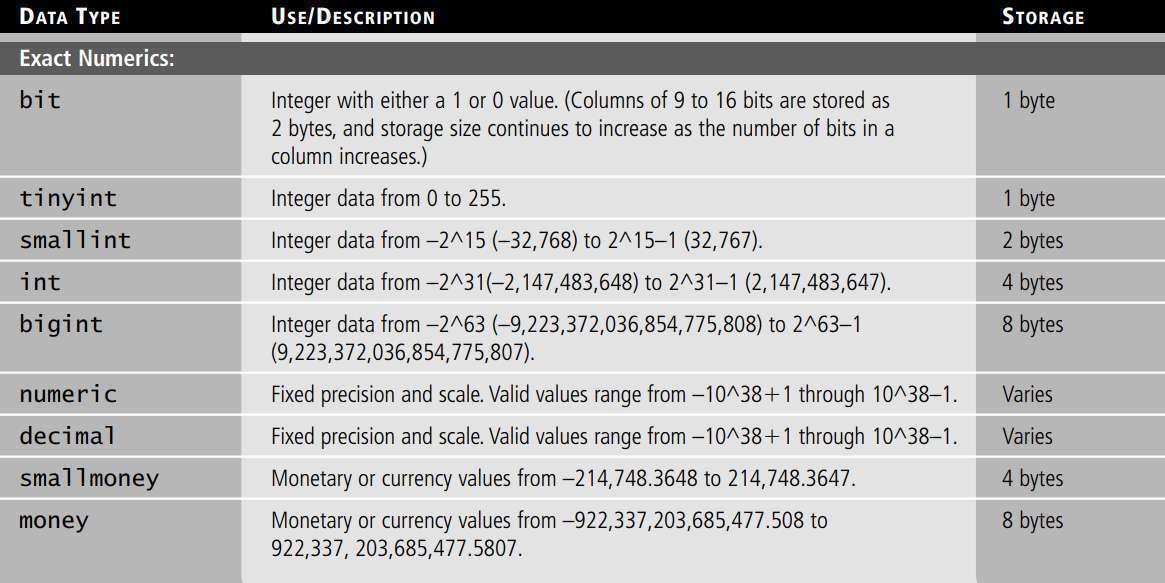 DATA TYPE USE/DESCRIPTION STORAGE
Exact Numerics:
bit Integer with either a 1 or 0 value. (Columns of 9 to 16 bits are stored as 1 byte
2 bytes, and storage size continues to increase as the number of bits in a
column increases.)
tinyint Integer data from 0 to 255. 1 byte
smallint Integer data from –2^15 (–32,768) to 2^15–1 (32,767). 2 bytes
int Integer data from –2^31(–2,147,483,648) to 2^31–1 (2,147,483,647). 4 bytes
bigint Integer data from –2^63 (–9,223,372,036,854,775,808) to 2^63–1 8 bytes
(9,223,372,036,854,775,807).
numeric Fixed precision and scale. Valid values range from –10^38+1 through 10^38–1. Varies
decimal Fixed precision and scale. Valid values range from –10^38+1 through 10^38–1. Varies
smallmoney Monetary or currency values from –214,748.3648 to 214,748.3647. 4 bytes
money Monetary or currency values from –922,337,203,685,477.508 to 8 bytes
922,337, 203,685,477.5807.